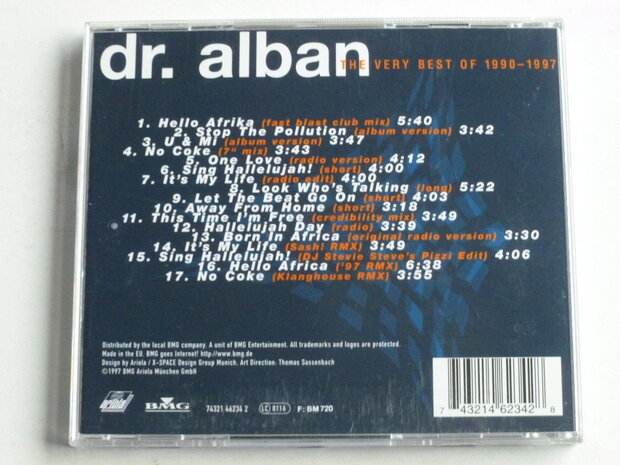 dr. alban
THE VERY BEST OF 1990-1997
1. Hello Afrika (fast blast club mix) 5:40
2. Stop The Pollution (album version) 3:42
3. U & Mi (album version) 3:47
4. No Coke (7" mix) 3:43
5. One Love (radio version) 4:12
6. Sing Hallelujah! (short) 4:00
7. It's My Life (radio edit) 4:00
8. Look Who's Talking (long) 5:22
9. Let The Beat Go On (short) 4:03
10. Away From Home (short) 3:18
11. This Time I'm Free (credibility mix) 3:49
12. Hallelujah Day (radio) 3:39
13. Born In Africa (original radio version) 3:30
14. It's My Life (Sash! RMX) 3:49
15. Sing Hallelujah! (DJ Stevie Steve's Pizzi Edit) 4:06
16. Hello Africa ('97 RMX) 6:38
17. No Coke (Klanghouse RMX) 3:55
Distributed by the local BMG company. A unit of BMG Entertainment. All trademarks and logos are protected.
Made in the EU. BMG goes Internet! http://www.bmg.de
Design by Ariola / X-SPACE Design Group Munich. Art Direction. Thomas Sassenbach
©1997 BMG Ariola München GmbH
ariola BMG 74321 46234 2 LC 0116 F: BM 720
7 43214 62342 8